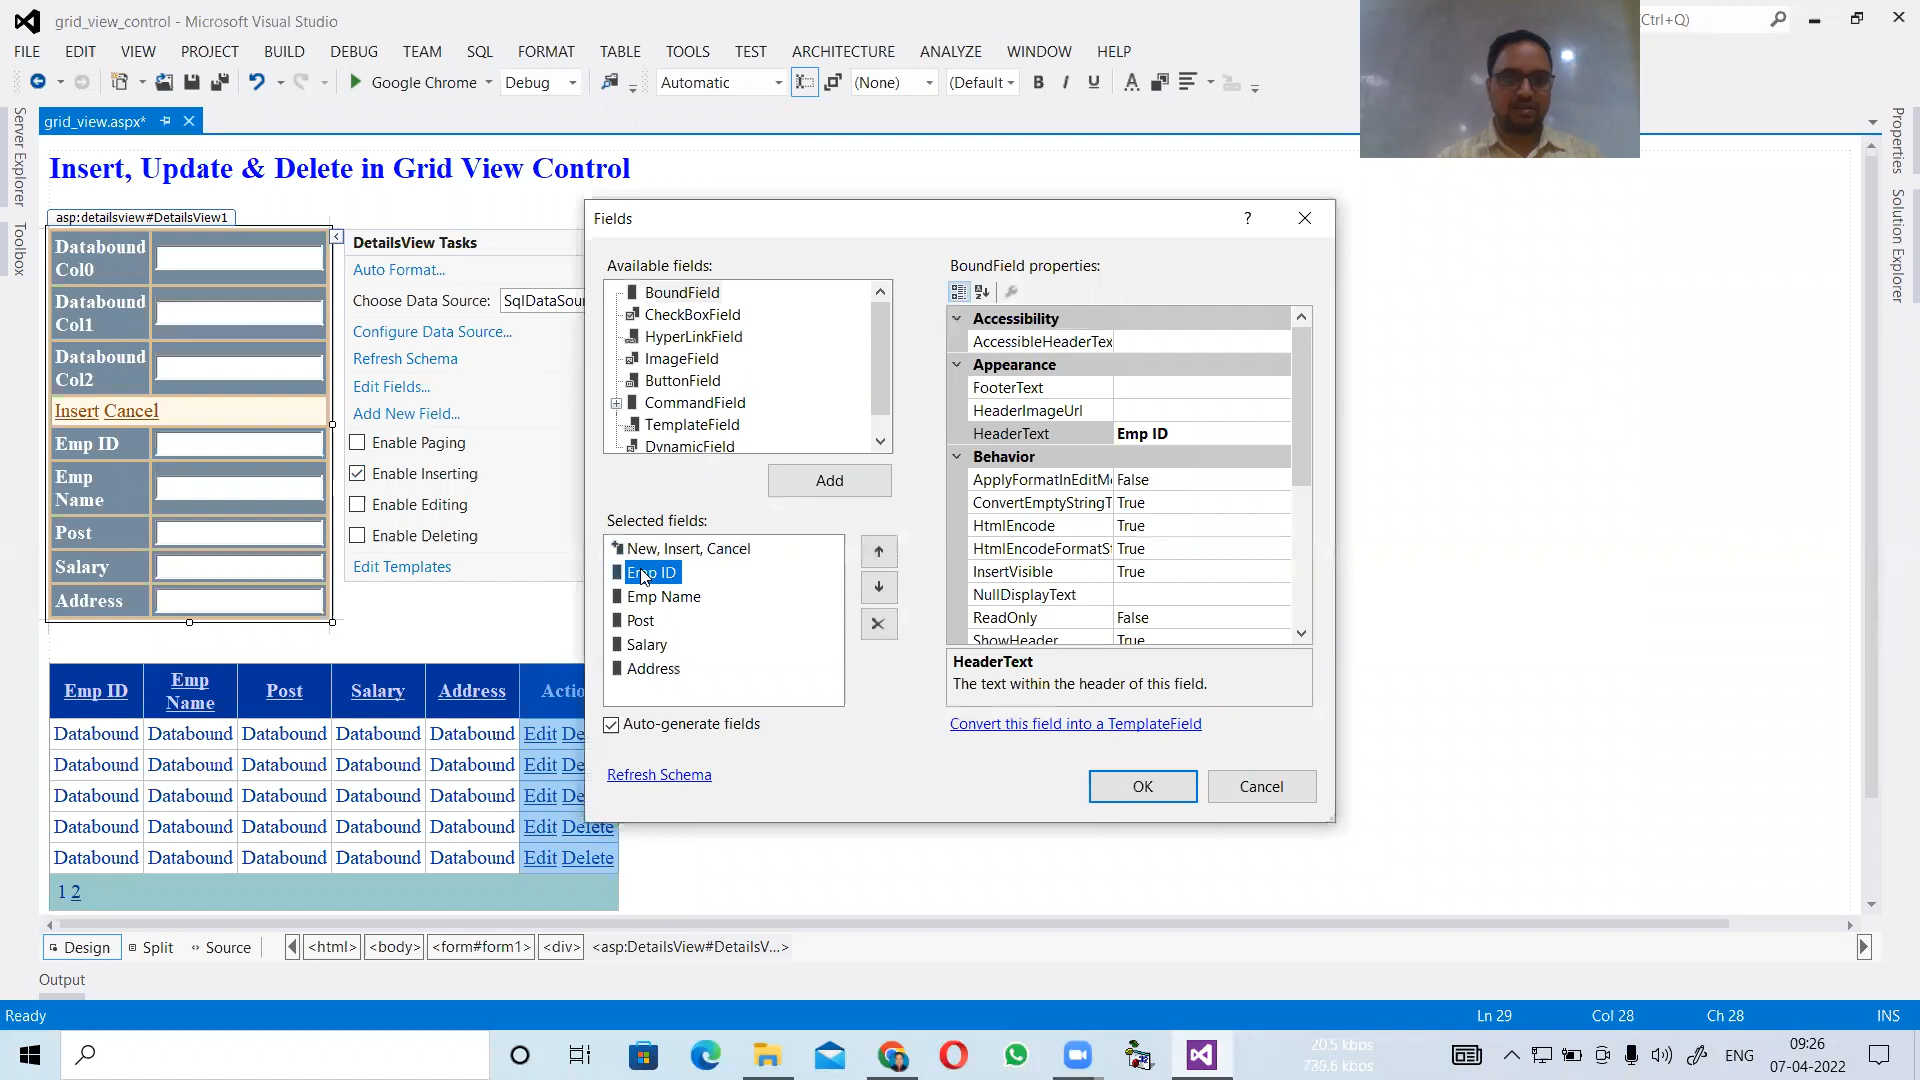 grid_view_control - Microsoft Visual Studio
Ctrl+Q)
FILE EDIT VIEW PROJECT BUILD DEBUG TEAM SQL FORMAT TABLE TOOLS TEST ARCHITECTURE ANALYZE WINDOW HELP
Google Chrome Debug Automatic (None) (Default B I U A
grid_view.aspx*
Server Explorer
Toolbox
Properties
Solution Explorer
Insert, Update & Delete in Grid View Control
asp:detailsview#DetailsView1
Databound Col0
Databound Col1
Databound Col2
Insert Cancel
Emp ID
Emp Name
Post
Salary
Address
DetailsView Tasks
Auto Format...
Choose Data Source: SqlDataSou
Configure Data Source...
Refresh Schema
Edit Fields...
Add New Field...
Enable Paging
Enable Inserting
Enable Editing
Enable Deleting
Edit Templates
Emp ID Emp Name Post Salary Address Actio
Databound Databound Databound Databound Databound Edit De
Databound Databound Databound Databound Databound Edit De
Databound Databound Databound Databound Databound Edit De
Databound Databound Databound Databound Databound Edit Delete
Databound Databound Databound Databound Databound Edit Delete
1 2
Fields
?
Available fields:
BoundField
CheckBoxField
HyperLinkField
ImageField
ButtonField
CommandField
TemplateField
DynamicField
Add
Selected fields:
New, Insert, Cancel
Emp ID
Emp Name
Post
Salary
Address
Auto-generate fields
Refresh Schema
BoundField properties:
Accessibility
AccessibleHeaderTex
Appearance
FooterText
HeaderImageUrl
HeaderText Emp ID
Behavior
ApplyFormatInEditM False
ConvertEmptyStringT True
HtmlEncode True
HtmlEncodeFormatS True
InsertVisible True
NullDisplayText
ReadOnly False
ShowHeader True
HeaderText
The text within the header of this field.
Convert this field into a TemplateField
OK Cancel
Design Split Source <html> <body> <form#form1> <div> <asp:DetailsView#DetailsV...>
Output
Ready Ln 29 Col 28 Ch 28 INS
20.5 kbps
ENG
09:26
07-04-2022